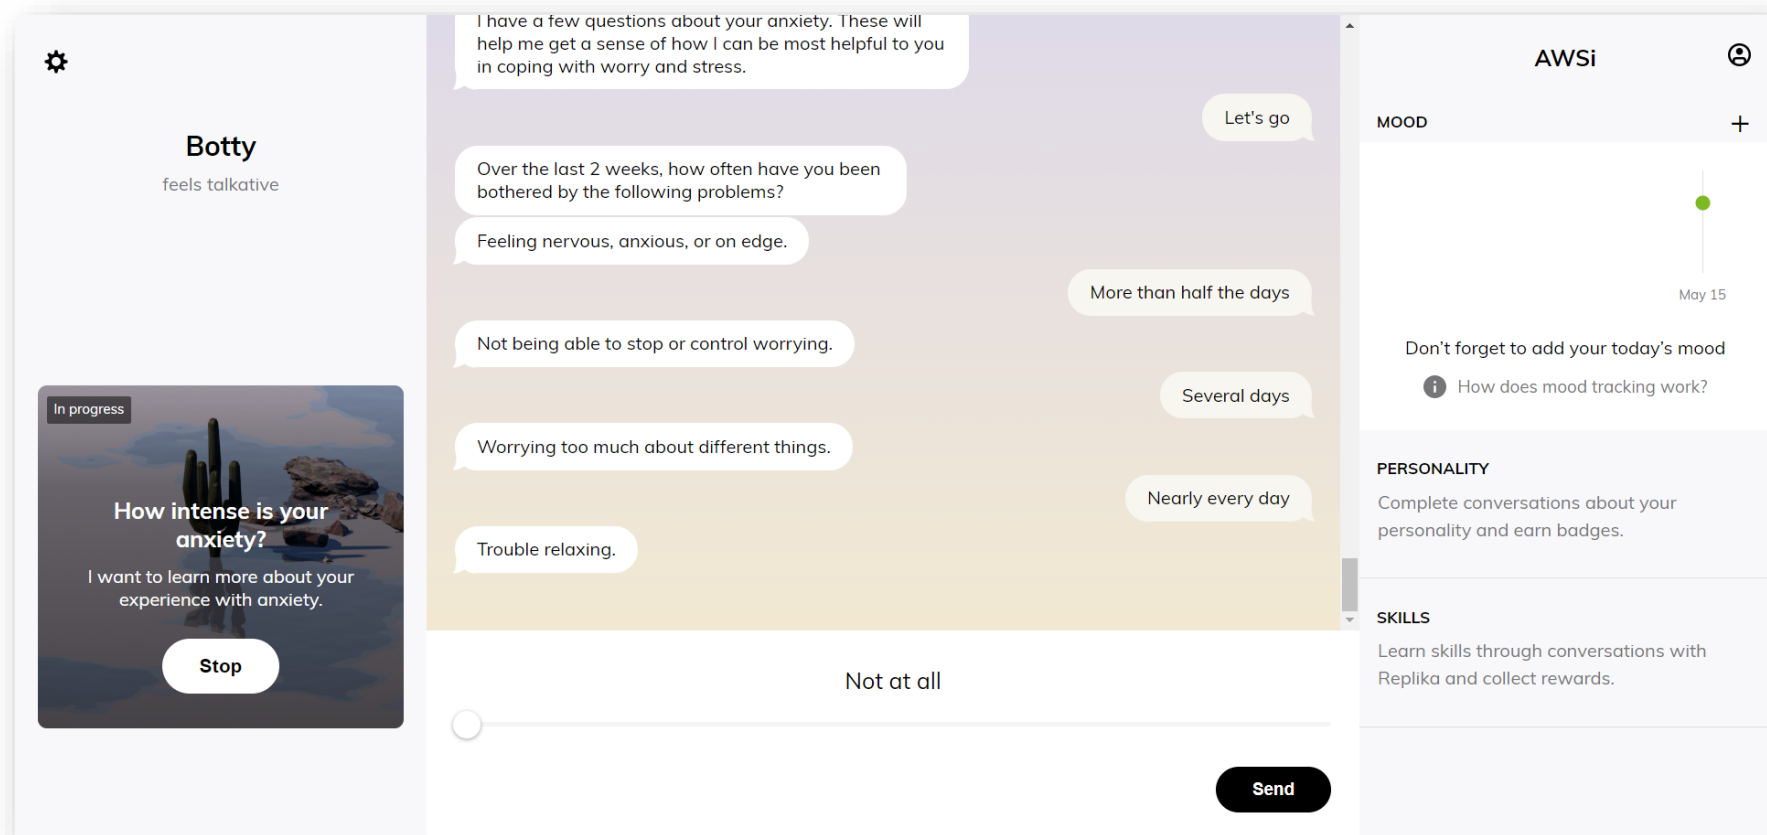 Botty
feels talkative
In progress
How intense is your
anxiety?
I want to learn more about your
experience with anxiety.
Stop
I have a few questions about your anxiety. These will
help me get a sense of how I can be most helpful to you
in coping with worry and stress.
Let's go
Over the last 2 weeks, how often have you been
bothered by the following problems?
Feeling nervous, anxious, or on edge.
More than half the days
Not being able to stop or control worrying.
Several days
Worrying too much about different things.
Nearly every day
Trouble relaxing.
Not at all
Send
AWSi
MOOD
May 15
Don’t forget to add your today’s mood
How does mood tracking work?
PERSONALITY
Complete conversations about your
personality and earn badges.
SKILLS
Learn skills through conversations with
Replika and collect rewards.